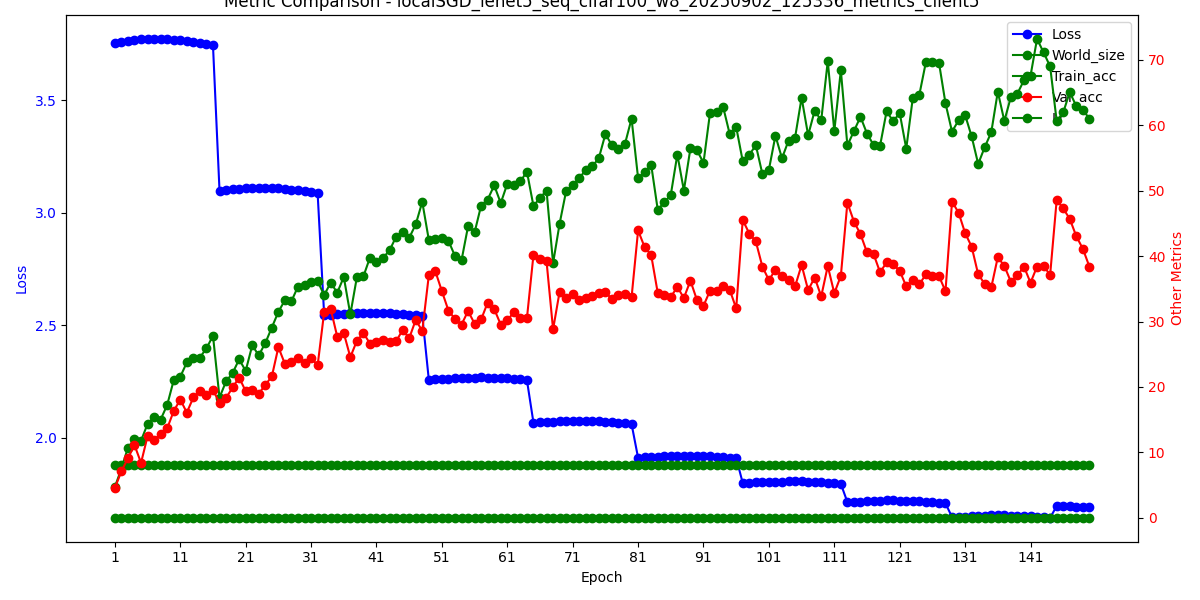 Metric Comparison - localSGD_lenet5_seq_cifar100_w8_20250902_125336_metrics_client5
Loss
World_size
Train_acc
Val_acc
3.5
3.0
2.5
2.0
Loss
70
60
50
40
30
20
10
0
Other Metrics
1 11 21 31 41 51 61 71 81 91 101 111 121 131 141
Epoch